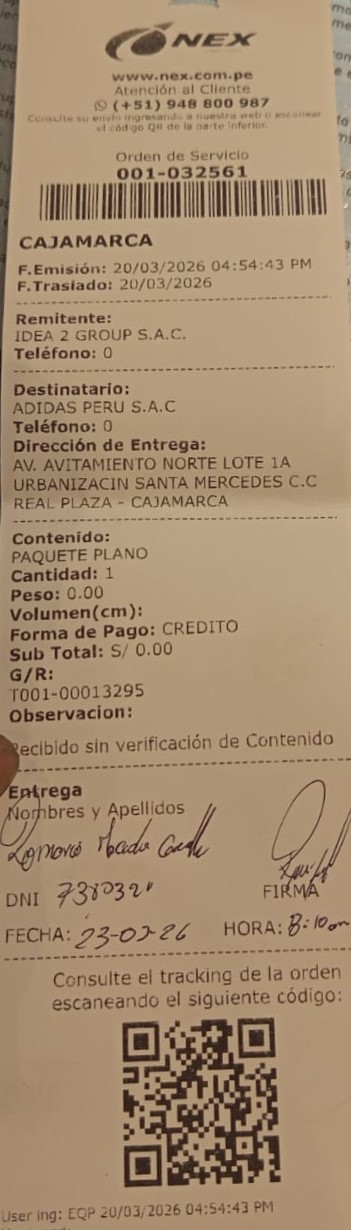 NEX
www.nex.com.pe
Atención al Cliente
(+51) 948 800 987
Consulte su envío ingresando a nuestra web o escanear
el código QR de la parte inferior.
Orden de Servicio
001-032561
CAJAMARCA
F.Emisión: 20/03/2026 04:54:43 PM
F.Traslado: 20/03/2026
Remitente:
IDEA 2 GROUP S.A.C.
Teléfono: 0
Destinatario:
ADIDAS PERU S.A.C
Teléfono: 0
Dirección de Entrega:
AV. AVITAMIENTO NORTE LOTE 1A
URBANIZACIN SANTA MERCEDES C.C
REAL PLAZA - CAJAMARCA
Contenido:
PAQUETE PLANO
Cantidad: 1
Peso: 0.00
Volumen(cm):
Forma de Pago: CREDITO
Sub Total: S/ 0.00
G/R:
T001-00013295
Observacion:
Recibido sin verificación de Contenido
Entrega
Nombres y Apellidos
DNI
FIRMA
FECHA: HORA: 8:10am
Consulte el tracking de la orden
escaneando el siguiente código:
User ing: EQP 20/03/2026 04:54:43 PM